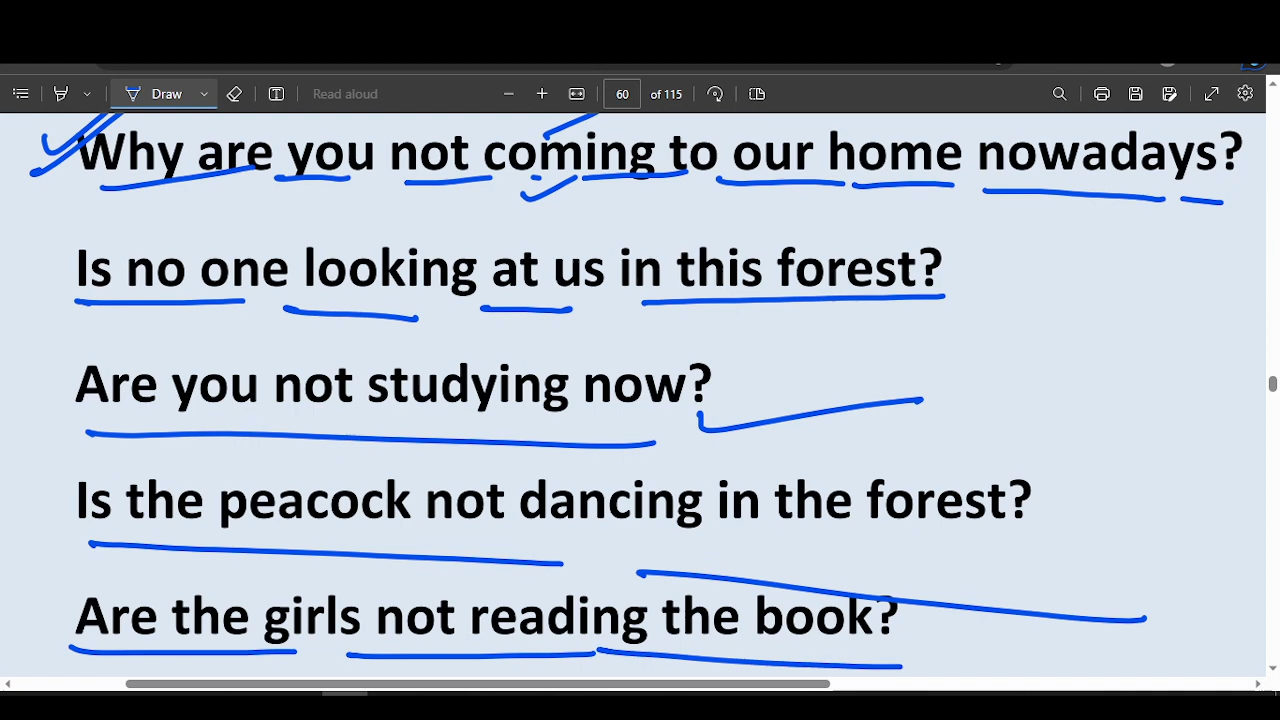 Draw
Read aloud
60 of 115
Why are you not coming to our home nowadays?
Is no one looking at us in this forest?
Are you not studying now?
Is the peacock not dancing in the forest?
Are the girls not reading the book?